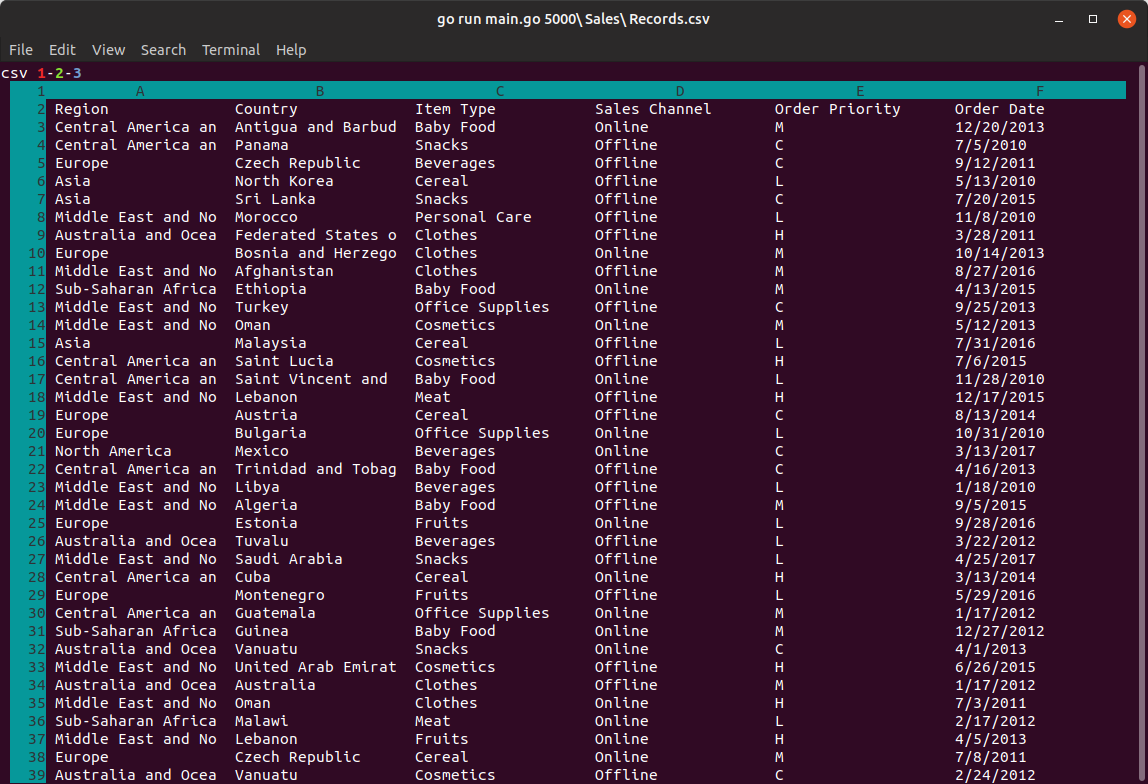 go run main.go 5000\ Sales\ Records.csv
File Edit View Search Terminal Help
csv 1-2-3
1 A B C D E F
2 Region Country Item Type Sales Channel Order Priority Order Date
3 Central America an Antigua and Barbud Baby Food Online M 12/20/2013
4 Central America an Panama Snacks Offline C 7/5/2010
5 Europe Czech Republic Beverages Offline C 9/12/2011
6 Asia North Korea Cereal Offline L 5/13/2010
7 Asia Sri Lanka Snacks Offline C 7/20/2015
8 Middle East and No Morocco Personal Care Offline L 11/8/2010
9 Australia and Ocea Federated States o Clothes Offline H 3/28/2011
10 Europe Bosnia and Herzego Clothes Online M 10/14/2013
11 Middle East and No Afghanistan Clothes Offline M 8/27/2016
12 Sub-Saharan Africa Ethiopia Baby Food Online M 4/13/2015
13 Middle East and No Turkey Office Supplies Offline C 9/25/2013
14 Middle East and No Oman Cosmetics Online M 5/12/2013
15 Asia Malaysia Cereal Offline L 7/31/2016
16 Central America an Saint Lucia Cosmetics Offline H 7/6/2015
17 Central America an Saint Vincent and Baby Food Online L 11/28/2010
18 Middle East and No Lebanon Meat Offline H 12/17/2015
19 Europe Austria Cereal Offline C 8/13/2014
20 Europe Bulgaria Office Supplies Online L 10/31/2010
21 North America Mexico Beverages Online C 3/13/2017
22 Central America an Trinidad and Tobag Baby Food Offline C 4/16/2013
23 Middle East and No Libya Beverages Offline L 1/18/2010
24 Middle East and No Algeria Baby Food Offline M 9/5/2015
25 Europe Estonia Fruits Online L 9/28/2016
26 Australia and Ocea Tuvalu Beverages Offline L 3/22/2012
27 Middle East and No Saudi Arabia Snacks Offline L 4/25/2017
28 Central America an Cuba Cereal Online H 3/13/2014
29 Europe Montenegro Fruits Offline L 5/29/2016
30 Central America an Guatemala Office Supplies Online M 1/17/2012
31 Sub-Saharan Africa Guinea Baby Food Online M 12/27/2012
32 Australia and Ocea Vanuatu Snacks Online C 4/1/2013
33 Middle East and No United Arab Emirat Cosmetics Offline H 6/26/2015
34 Australia and Ocea Australia Clothes Offline M 1/17/2012
35 Middle East and No Oman Clothes Online H 7/3/2011
36 Sub-Saharan Africa Malawi Meat Online L 2/17/2012
37 Middle East and No Lebanon Fruits Online H 4/5/2013
38 Europe Czech Republic Cereal Online M 7/8/2011
39 Australia and Ocea Vanuatu Cosmetics Offline C 2/24/2012